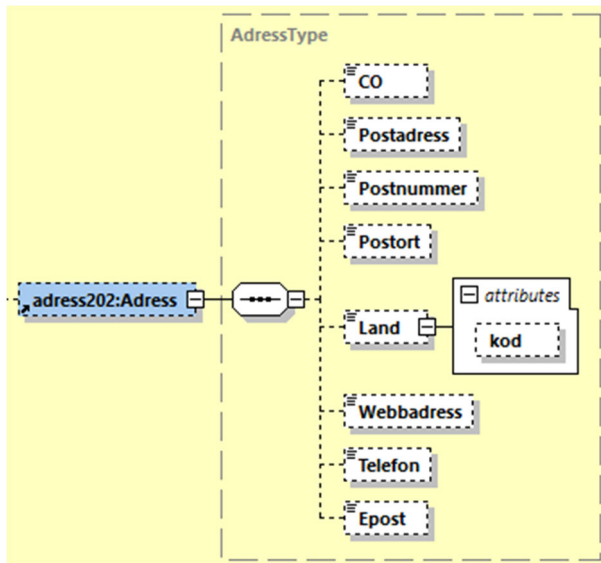 AdressType
CO
Postadress
Postnummer
Postort
adress202:Adress
Land
attributes
kod
Webbadress
Telefon
Epost